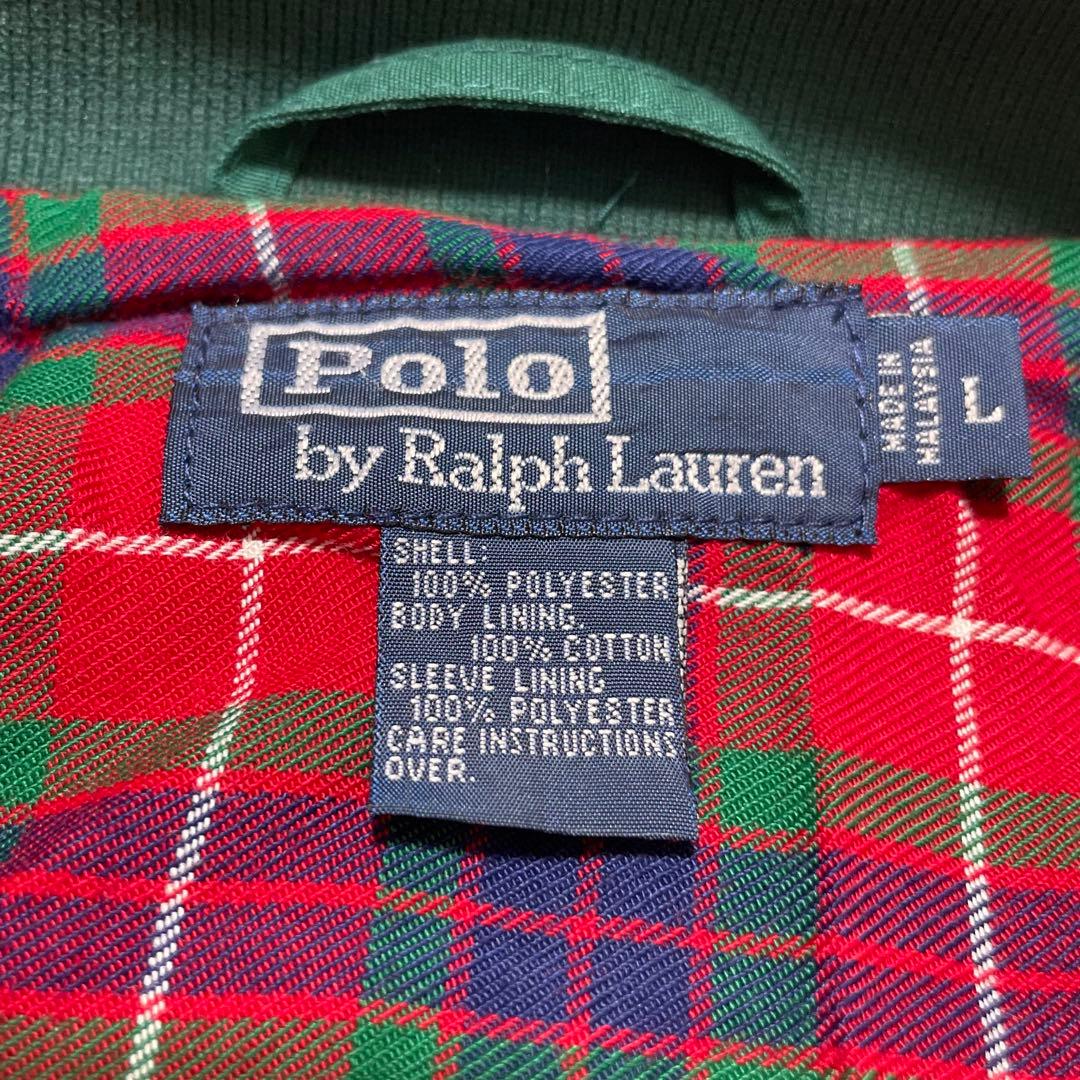 Polo
by Ralph Lauren
MADE IN
MALAYSIA
L
SHELL:
100% POLYESTER
BODY LINING
100% COTTON
SLEEVE LINING
100% POLYESTER
CARE INSTRUCTIONS
OVER.